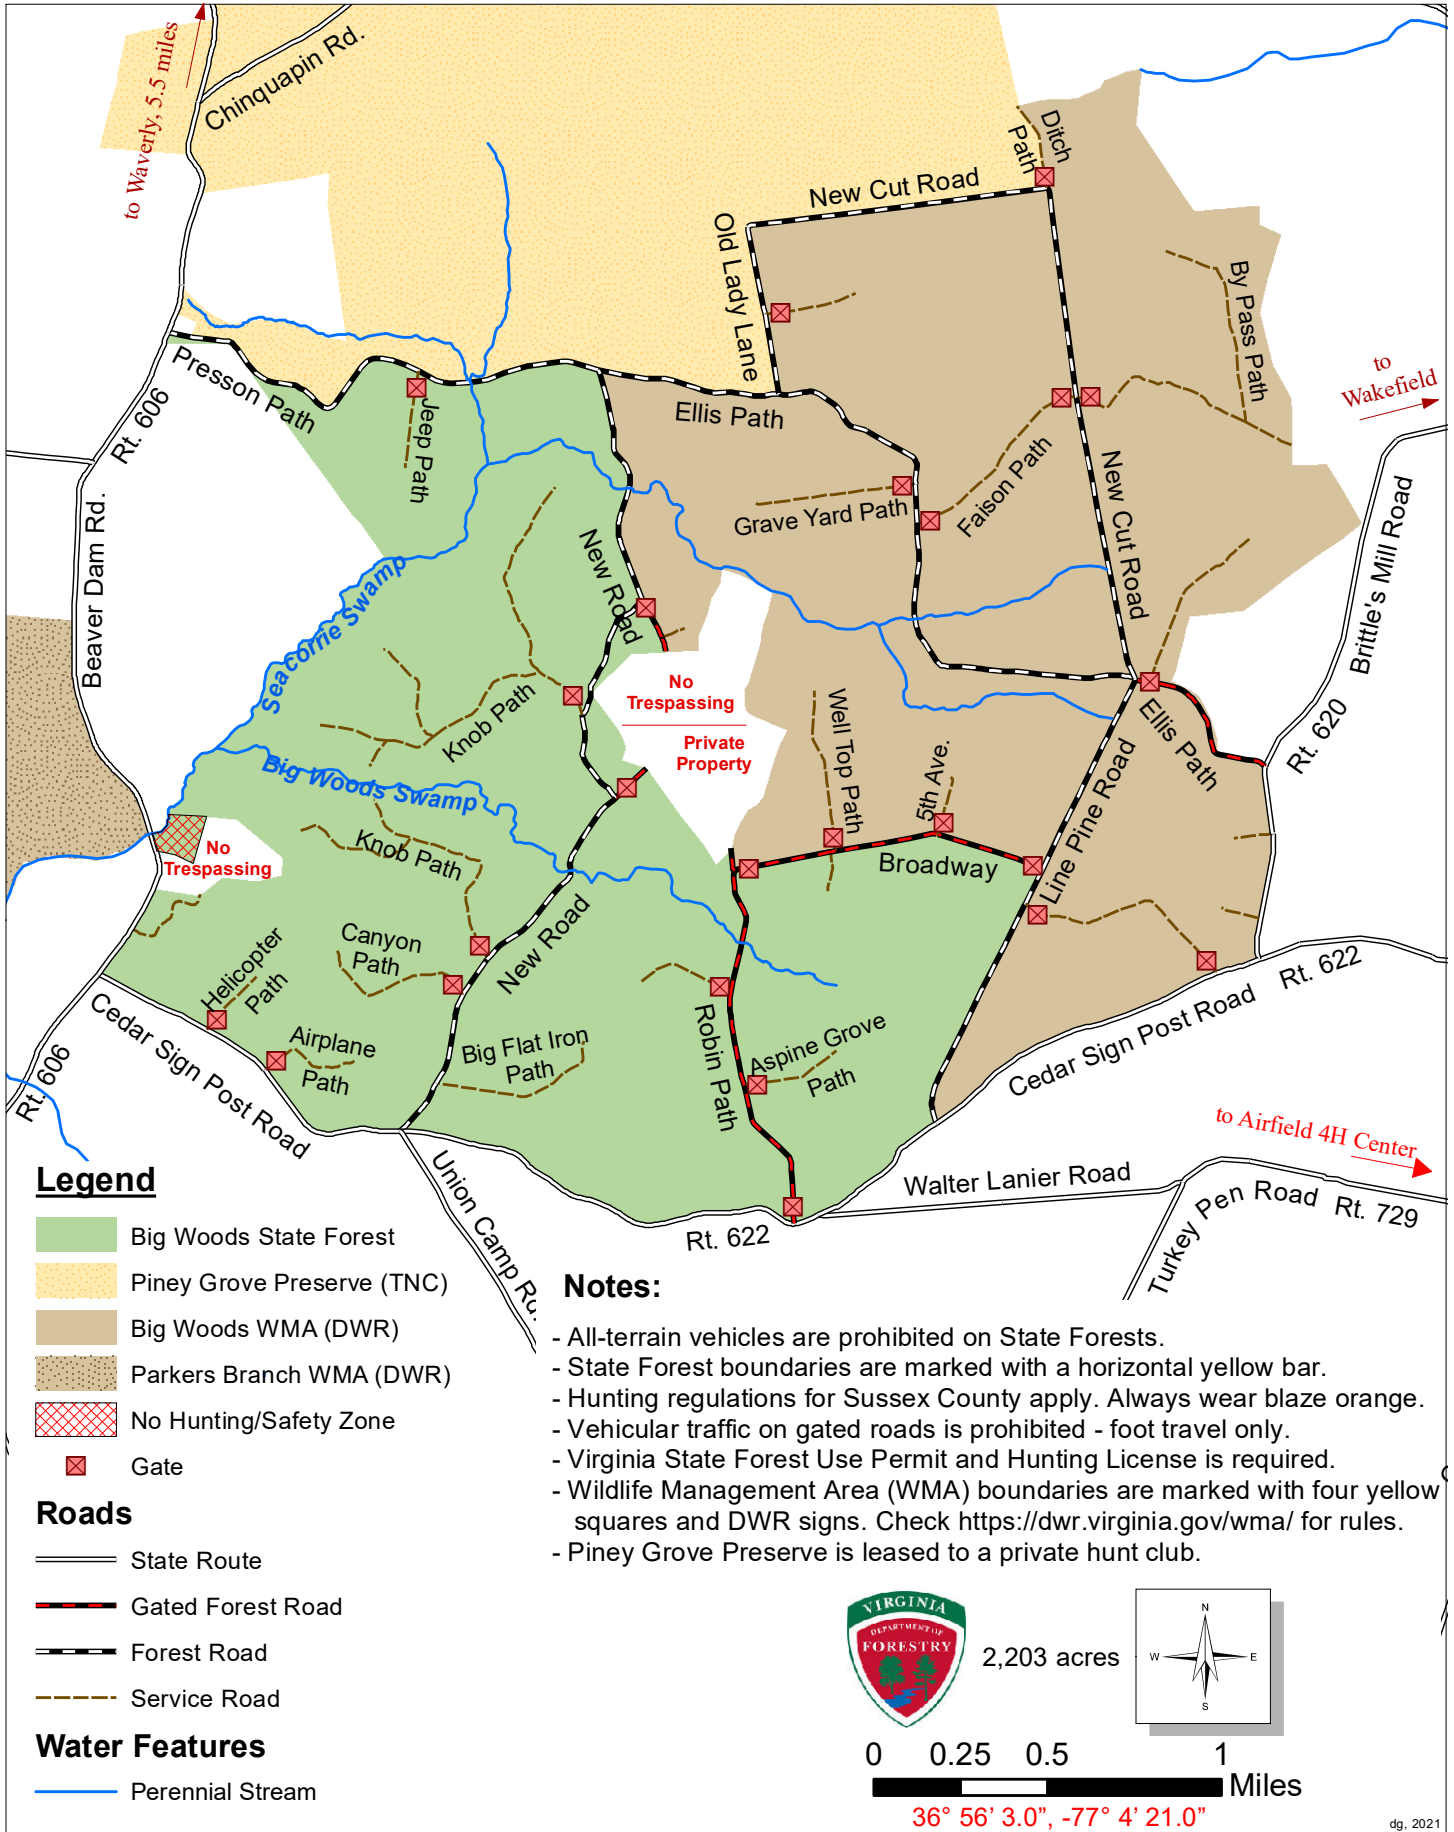 to Waverly, 5.5 miles
Chinquapin Rd.
Ditch
Path
New Cut Road
Old Lady Lane
By Pass Path
to
Wakefield
Presson Path
Rt. 606
Jeep Path
Ellis Path
Grave Yard Path
Faison Path
New Cut Road
Brittle's Mill Road
Beaver Dam Rd.
Seacorrie Swamp
New Road
No
Trespassing
Private
Property
Knob Path
Well Top Path
5th Ave.
Ellis Path
Rt. 620
Line Pine Road
Big Woods Swamp
No
Trespassing
Knob Path
Broadway
Canyon
Path
New Road
Helicopter
Path
Airplane
Path
Big Flat Iron
Path
Robin Path
Aspine Grove
Path
Cedar Sign Post Road
Rt. 622
Rt. 606
Cedar Sign Post Road
to Airfield 4H Center
Walter Lanier Road
Union Camp Rd.
Rt. 622
Turkey Pen Road Rt. 729
Legend
Big Woods State Forest
Piney Grove Preserve (TNC)
Big Woods WMA (DWR)
Parkers Branch WMA (DWR)
No Hunting/Safety Zone
Gate
Roads
State Route
Gated Forest Road
Forest Road
Service Road
Water Features
Perennial Stream
Notes:
- All-terrain vehicles are prohibited on State Forests.
- State Forest boundaries are marked with a horizontal yellow bar.
- Hunting regulations for Sussex County apply. Always wear blaze orange.
- Vehicular traffic on gated roads is prohibited - foot travel only.
- Virginia State Forest Use Permit and Hunting License is required.
- Wildlife Management Area (WMA) boundaries are marked with four yellow
squares and DWR signs. Check https://dwr.virginia.gov/wma/ for rules.
- Piney Grove Preserve is leased to a private hunt club.
VIRGINIA
DEPARTMENT OF
FORESTRY
2,203 acres
N
W E
S
0 0.25 0.5 1
Miles
36° 56’ 3.0”, -77° 4’ 21.0”
dg, 2021